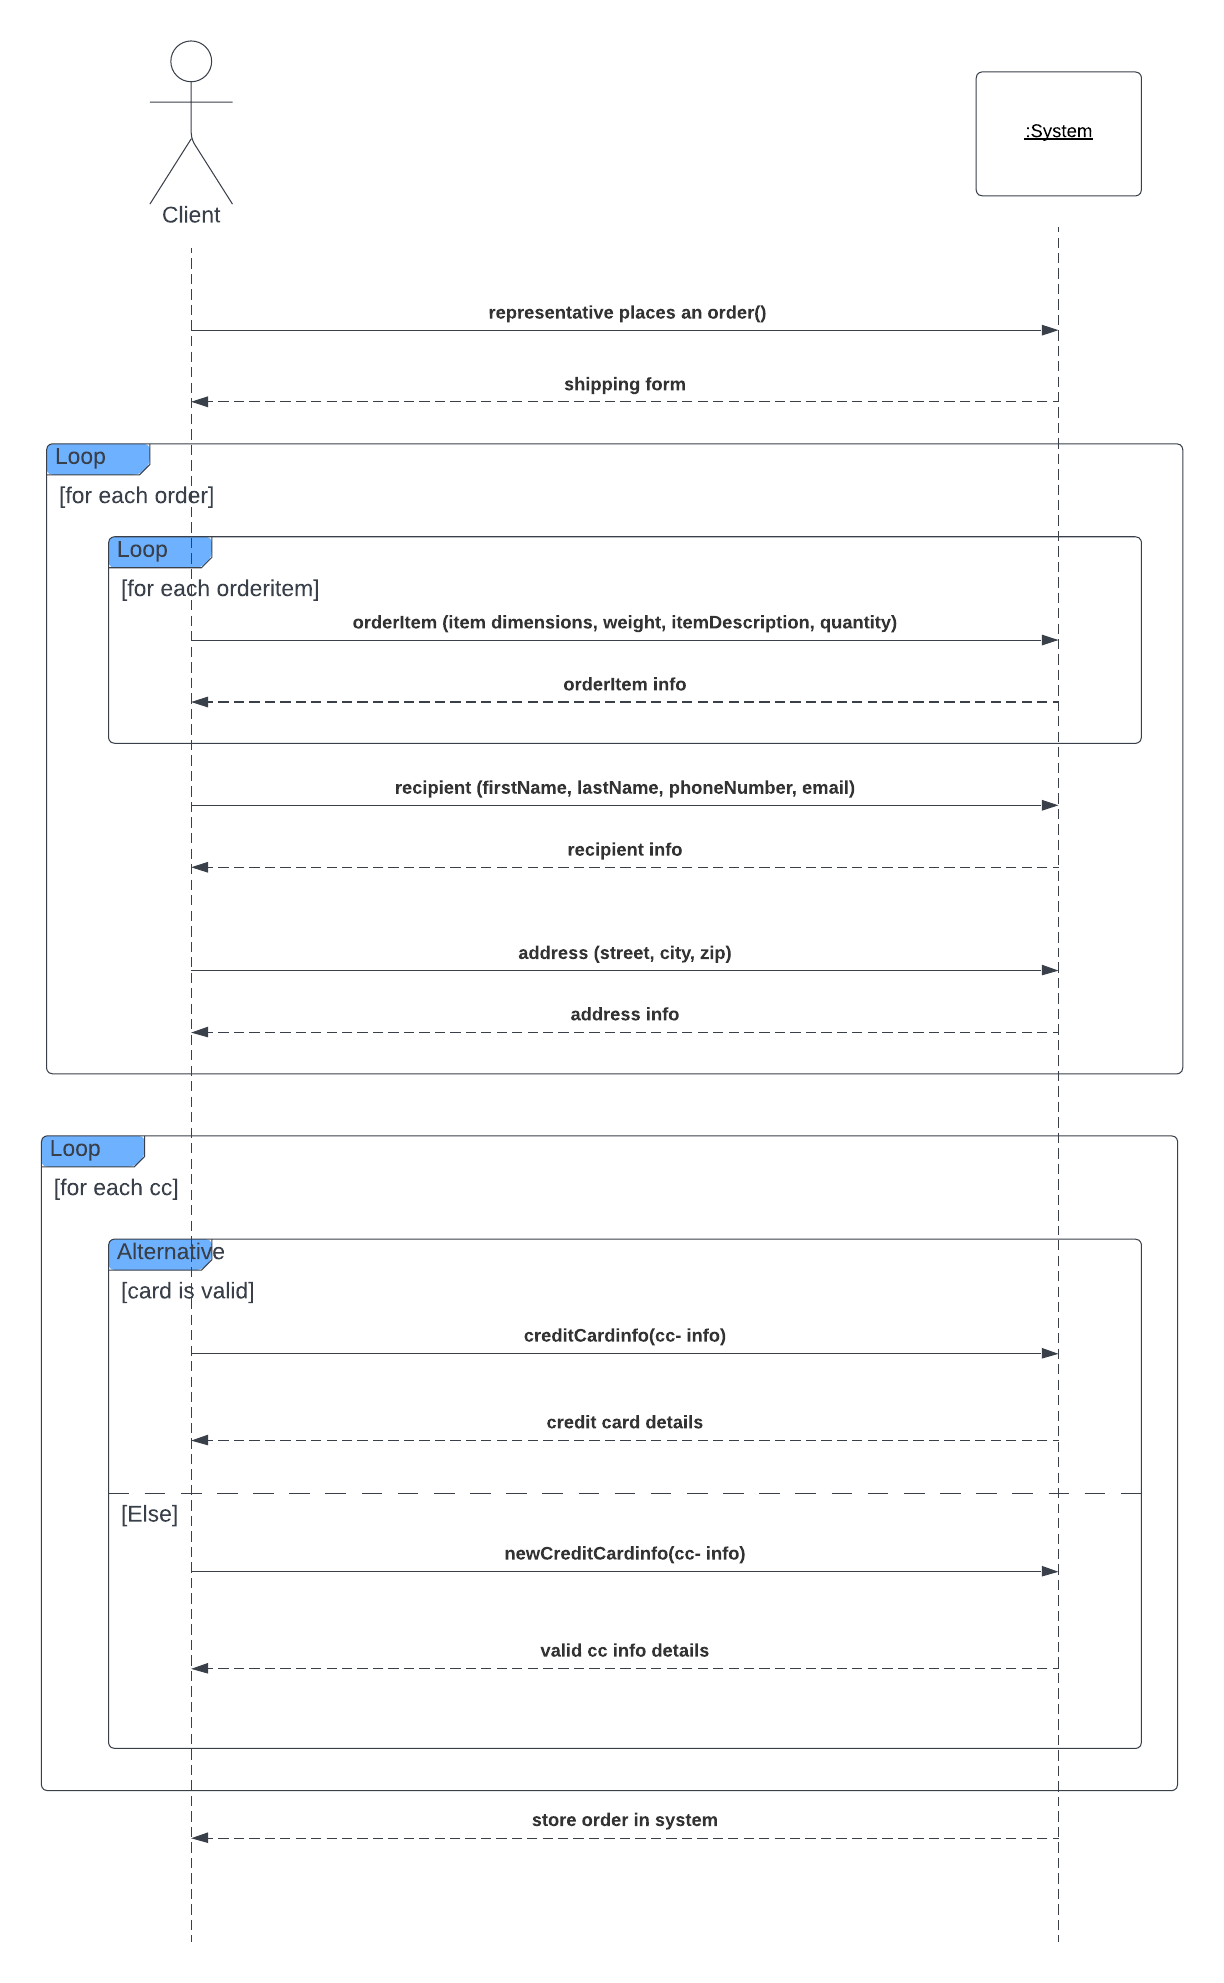 Client
:System
representative places an order()
shipping form
Loop
[for each order]
Loop
[for each orderitem]
orderItem (item dimensions, weight, itemDescription, quantity)
orderItem info
recipient (firstName, lastName, phoneNumber, email)
recipient info
address (street, city, zip)
address info
Loop
[for each cc]
Alternative
[card is valid]
creditCardinfo(cc- info)
credit card details
[Else]
newCreditCardinfo(cc- info)
valid cc info details
store order in system